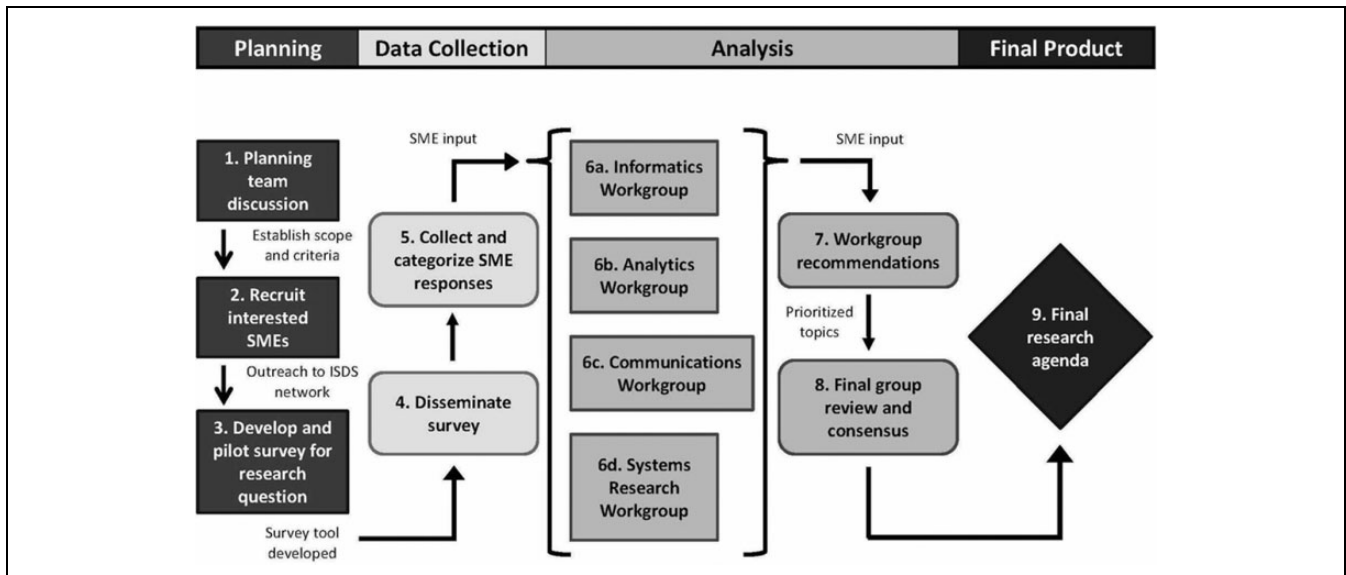 Planning
Data Collection
Analysis
Final Product
1. Planning
team
discussion
Establish scope
and criteria
2. Recruit
interested
SMEs
Outreach to ISDS
network
3. Develop and
pilot survey for
research
question
Survey tool
developed
4. Disseminate
survey
5. Collect and
categorize SME
responses
SME input
6a. Informatics
Workgroup
6b. Analytics
Workgroup
6c. Communications
Workgroup
6d. Systems
Research
Workgroup
SME input
7. Workgroup
recommendations
Prioritized
topics
8. Final group
review and
consensus
9. Final
research
agenda